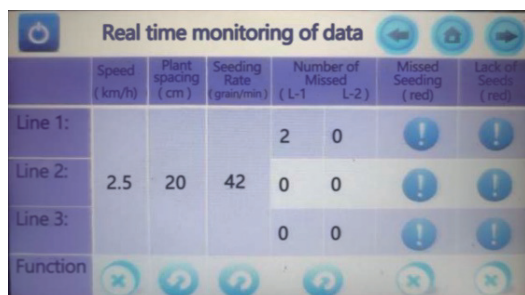 Real time monitoring of data
Speed (km/h)
Plant spacing (cm)
Seeding Rate (grain/min)
Number of Missed (L-1 L-2)
Missed Seeding (red)
Lack of Seeds (red)
Line 1: 2 0
Line 2: 2.5 20 42 0 0
Line 3: 0 0
Function